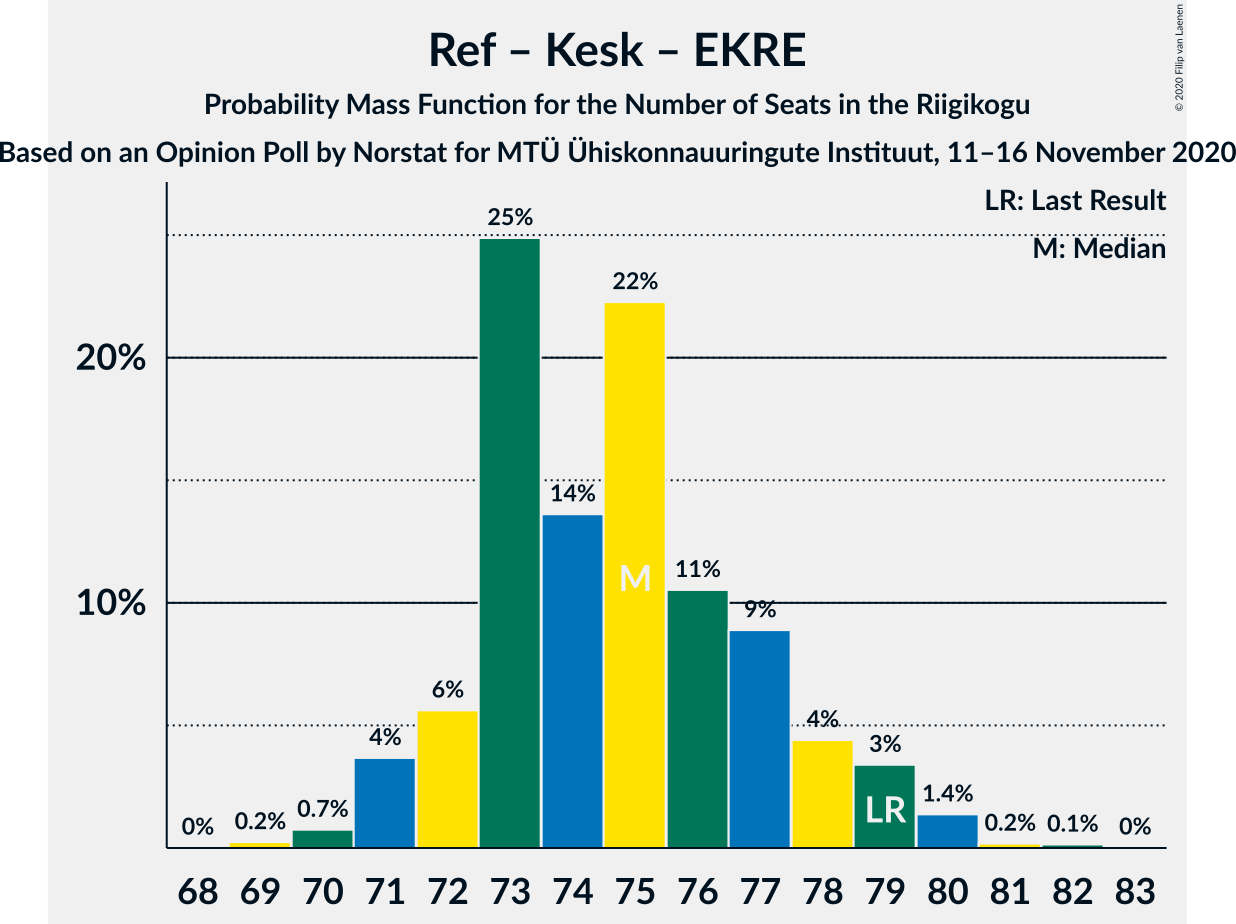 Ref – Kesk – EKRE
Probability Mass Function for the Number of Seats in the Riigikogu
Based on an Opinion Poll by Norstat for MTÜ Ühiskonnauuringute Instituut, 11–16 November 2020
© 2020 Filip van Laenen
LR: Last Result
M: Median
25%
22%
20%
14%
M
11%
10%
9%
6%
4%
4%
3%
LR
1.4%
0% 0.2% 0.7% 0.2% 0.1% 0%
68 69 70 71 72 73 74 75 76 77 78 79 80 81 82 83